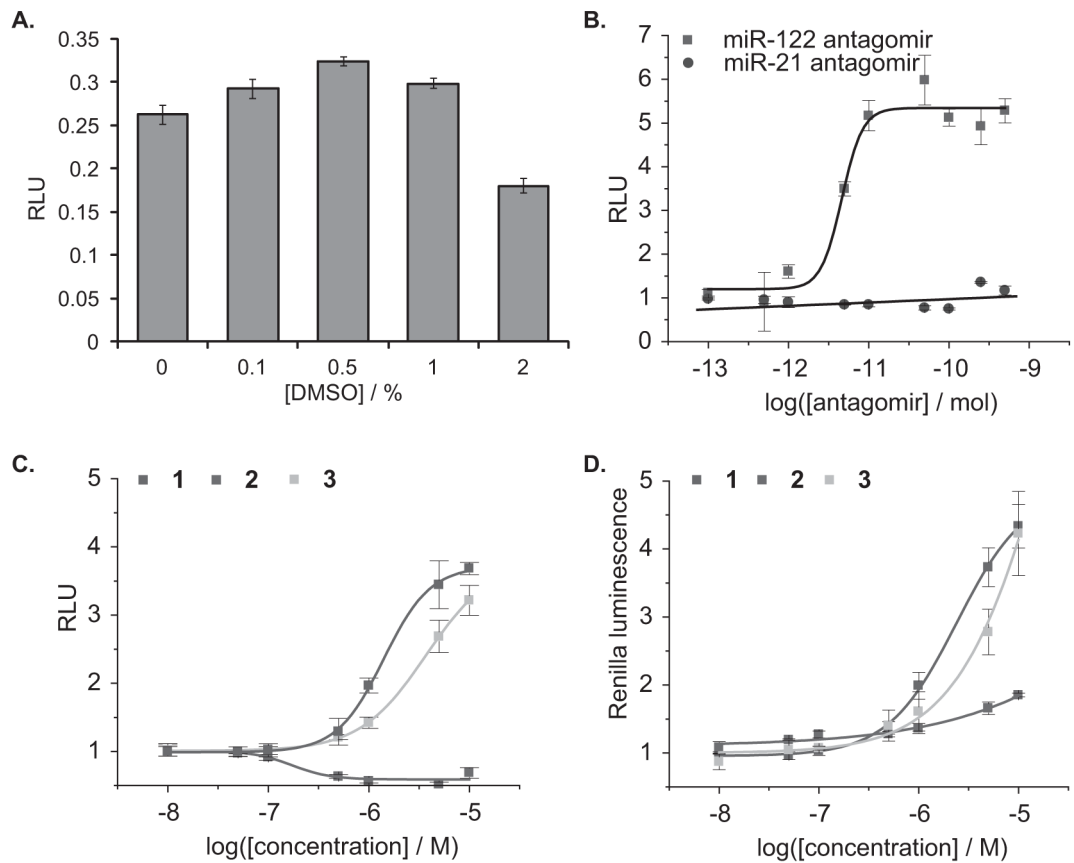 A.
0.35
0.3
0.25
0.2
0.15
0.1
0.05
0
RLU
0 0.1 0.5 1 2
[DMSO] / %
B.
miR-122 antagomir
miR-21 antagomir
7
6
5
4
3
2
1
0
RLU
-13 -12 -11 -10 -9
log([antagomir] / mol)
C.
1 2 3
5
4
3
2
1
RLU
-8 -7 -6 -5
log([concentration] / M)
D.
1 2 3
5
4
3
2
1
Renilla luminescence
-8 -7 -6 -5
log([concentration] / M)